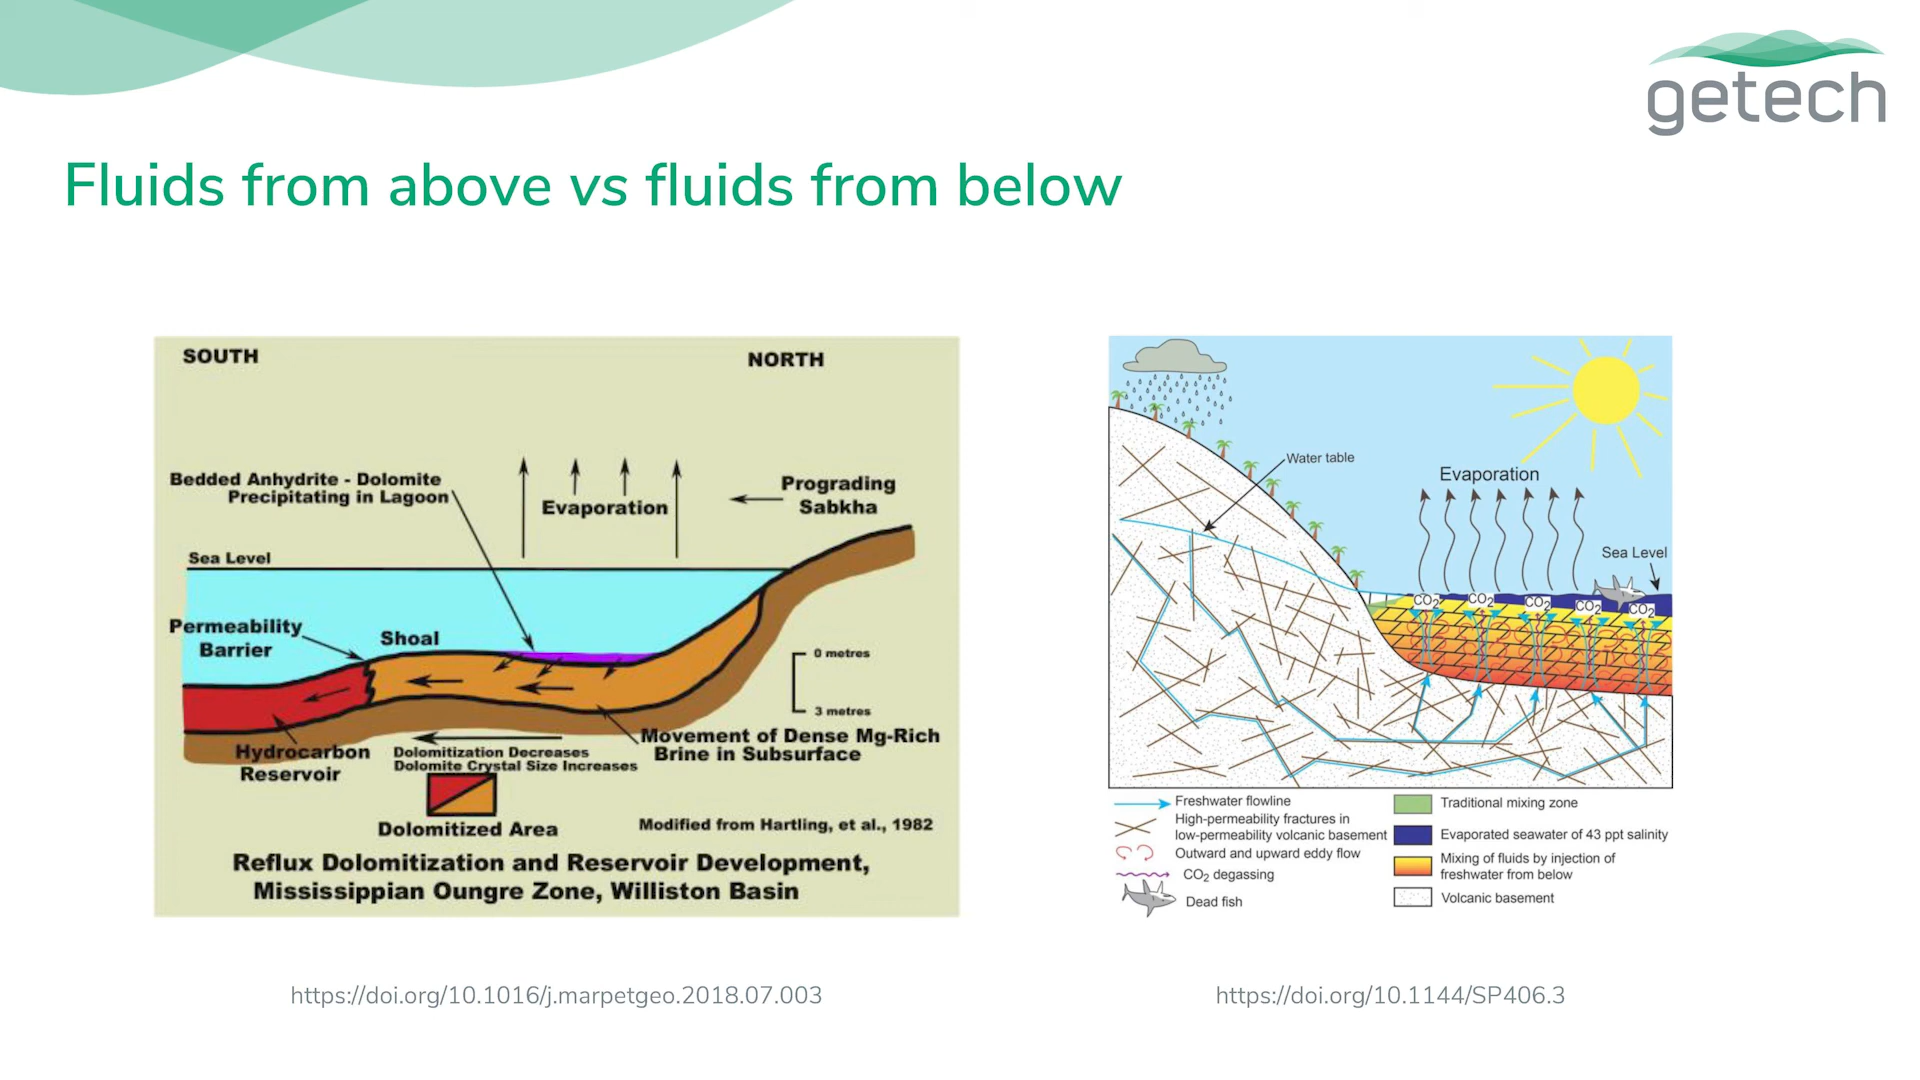 getech
Fluids from above vs fluids from below
SOUTH
NORTH
Bedded Anhydrite - Dolomite
Precipitating in Lagoon
Evaporation
Prograding
Sabkha
Sea Level
Permeability
Barrier
Shoal
0 metres
3 metres
Hydrocarbon
Reservoir
Dolomitization Decreases
Dolomite Crystal Size Increases
Movement of Dense Mg-Rich
Brine in Subsurface
Dolomitized Area
Modified from Hartling, et al., 1982
Reflux Dolomitization and Reservoir Development,
Mississippian Oungre Zone, Williston Basin
https://doi.org/10.1016/j.marpetgeo.2018.07.003
Water table
Evaporation
Sea Level
CO2 CO2 CO2 CO2 CO2
Freshwater flowline
High-permeability fractures in
low-permeability volcanic basement
Outward and upward eddy flow
CO2 degassing
Dead fish
Traditional mixing zone
Evaporated seawater of 43 ppt salinity
Mixing of fluids by injection of
freshwater from below
Volcanic basement
https://doi.org/10.1144/SP406.3